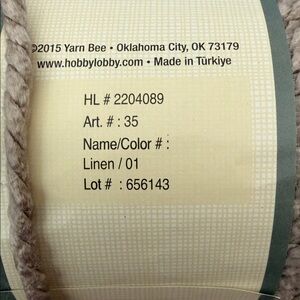 ©2015 Yarn Bee • Oklahoma City, OK 73179
www.hobbylobby.com • Made in Türkiye
HL # 2204089
Art. # : 35
Name/Color # :
Linen / 01
Lot # : 656143